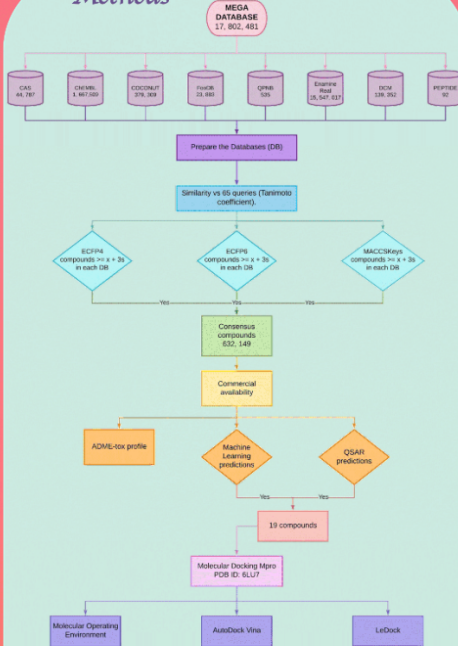 Methods
MEGA
DATABASE
17, 802, 481
CAS
44, 787
ChEMBL
1, 667,509
COCONUT
379, 369
FooDB
23, 883
QPNB
535
Enamine
Real
15, 547, 017
DCM
139, 352
PEPTIDE
92
Prepare the Databases (DB)
Similarity vs 65 queries (Tanimoto
coefficient).
ECFP4
compounds >= x + 3s
in each DB
ECFP6
compounds >= x + 3s
in each DB
MACCSKeys
compounds >= x + 3s
in each DB
Yes
Yes
Yes
Consensus
compounds
632, 149
Commercial
availability
ADME-tox profile
Machine
Learning
predictions
QSAR
predictions
Yes
Yes
19 compounds
Molecular Docking Mpro
PDB ID: 6LU7
Molecular Operating
Environment
AutoDock Vina
LeDock